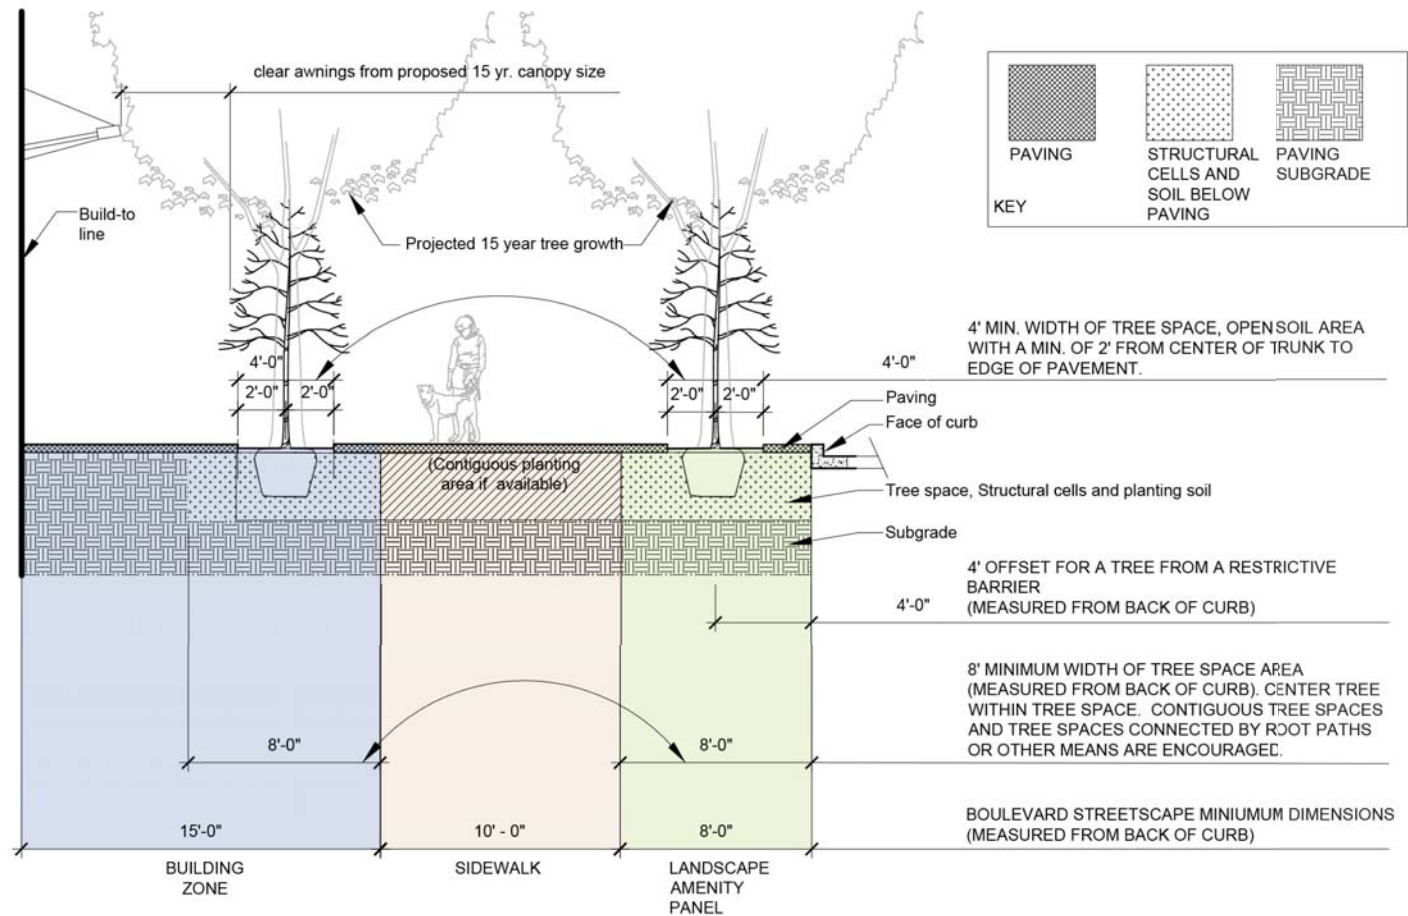 clear awnings from proposed 15 yr. canopy size
PAVING
STRUCTURAL
CELLS AND
SOIL BELOW
PAVING
PAVING
SUBGRADE
KEY
Build-to
line
Projected 15 year tree growth
4'-0"
2'-0"
2'-0"
2'-0"
2'-0"
4'-0"
4' MIN. WIDTH OF TREE SPACE, OPEN SOIL AREA
WITH A MIN. OF 2' FROM CENTER OF TRUNK TO
EDGE OF PAVEMENT.
Paving
Face of curb
(Contiguous planting
area if available)
Tree space, Structural cells and planting soil
Subgrade
4'-0"
4' OFFSET FOR A TREE FROM A RESTRICTIVE
BARRIER
(MEASURED FROM BACK OF CURB)
8'-0"
8'-0"
8' MINIMUM WIDTH OF TREE SPACE AREA
(MEASURED FROM BACK OF CURB). CENTER TREE
WITHIN TREE SPACE. CONTIGUOUS TREE SPACES
AND TREE SPACES CONNECTED BY ROOT PATHS
OR OTHER MEANS ARE ENCOURAGED.
15'-0"
10' - 0"
8'-0"
BOULEVARD STREETSCAPE MINIUMUM DIMENSIONS
(MEASURED FROM BACK OF CURB)
BUILDING
ZONE
SIDEWALK
LANDSCAPE
AMENITY
PANEL